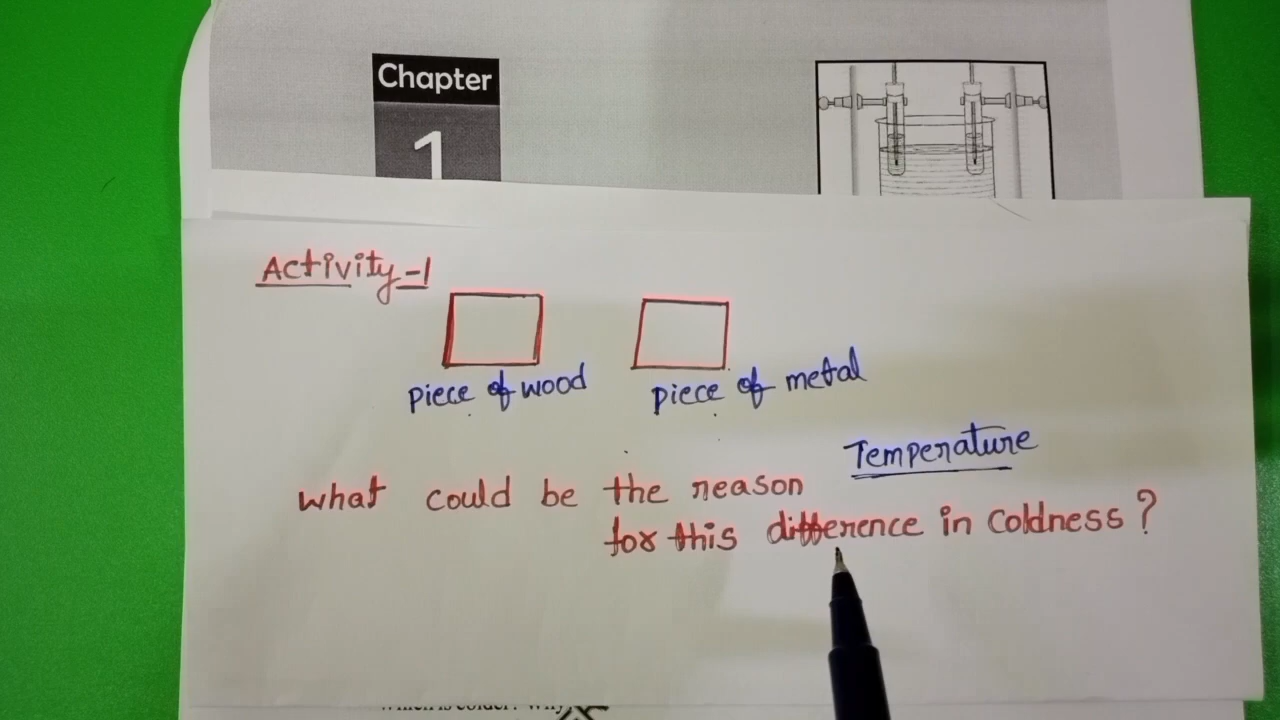 Chapter
1
Activity-1
piece of wood
piece of metal
Temperature
what could be the reason
for this difference in coldness?